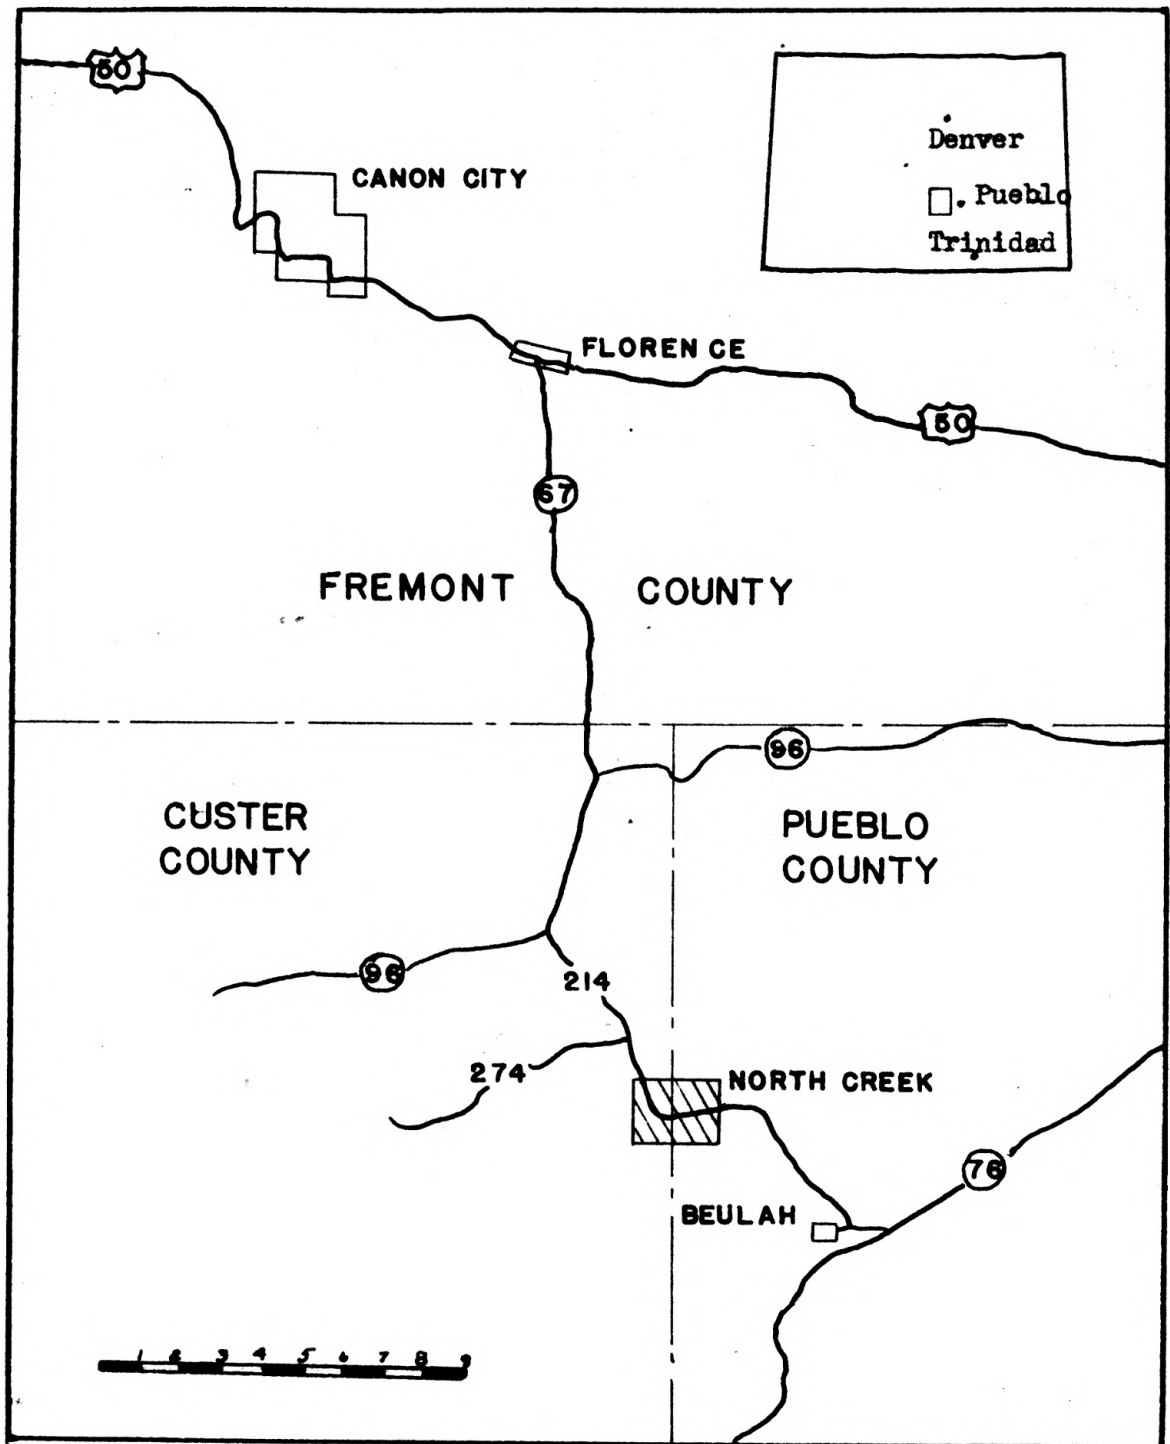 50
Denver
Pueblo
Trinidad
CANON CITY
FLOREN CE
50
67
FREMONT COUNTY
96
CUSTER
COUNTY
PUEBLO
COUNTY
96
214
274
NORTH CREEK
76
BEULAH
1 2 3 4 5 6 7 8 9